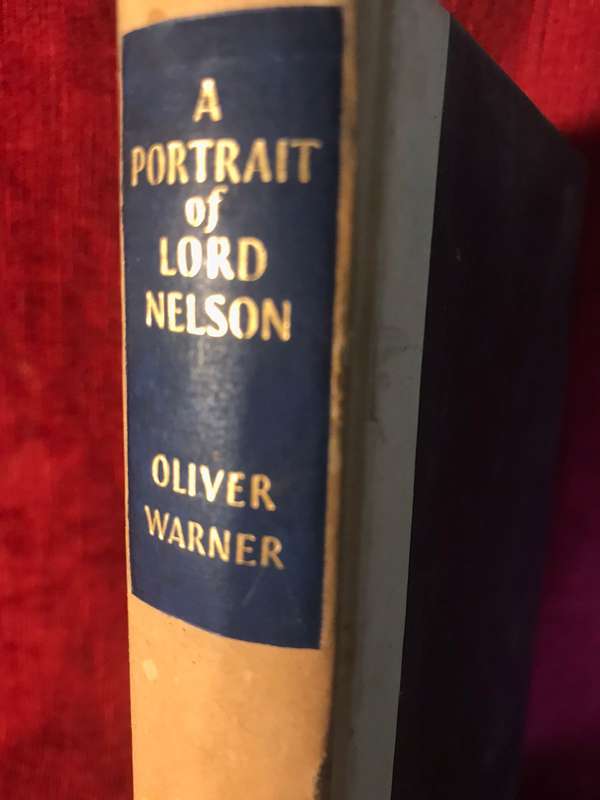 A
PORTRAIT
of
LORD
NELSON
OLIVER
WARNER